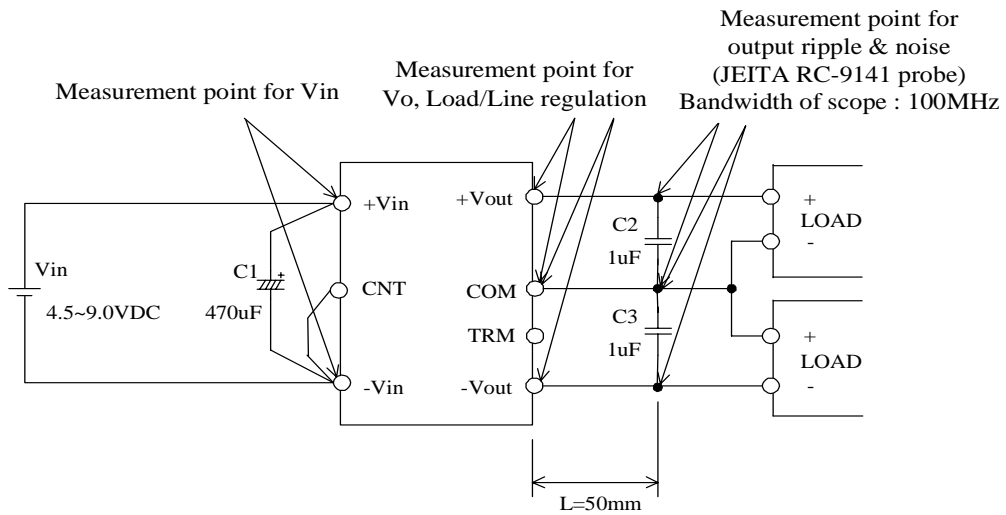 Measurement point for
output ripple & noise
(JEITA RC-9141 probe)
Bandwidth of scope : 100MHz
Measurement point for
Vo, Load/Line regulation
Measurement point for Vin
+Vin
+Vout
+
LOAD
-
C2
1uF
Vin
4.5~9.0VDC
C1
+
470uF
CNT
COM
TRM
C3
1uF
+
LOAD
-
-Vin
-Vout
L=50mm